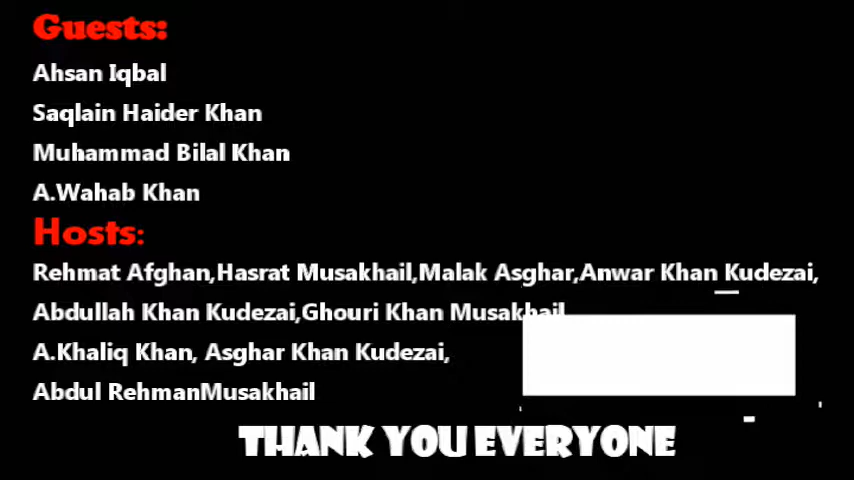 Guests:
Ahsan Iqbal
Saqlain Haider Khan
Muhammad Bilal Khan
A.Wahab Khan
Hosts:
Rehmat Afghan,Hasrat Musakhail,Malak Asghar,Anwar Khan Kudezai,
Abdullah Khan Kudezai,Ghouri Khan Musakhail
A.Khaliq Khan, Asghar Khan Kudezai,
Abdul RehmanMusakhail
THANK YOU EVERYONE